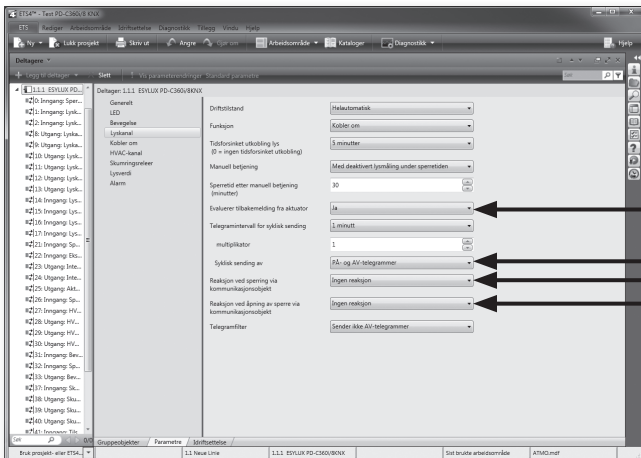 ETS4™ - Test PD-C360i/8 KNX
ETS Rediger Arbeidsområde Idriftsettelse Diagnostikk Tillegg Vindu Hjelp
Ny Lukk prosjekt Skriv ut Angre Gjør om Arbeidsområde Kataloger Diagnostikk Hjelp
Deltagere
Legg til deltager Slett Vis parameterendringer Standard parametre Søk
1.1.1 ESYLUX PD...
0: Inngang: Sper...
1: Inngang: Lysk...
2: Inngang: Lysk...
8: Utgang: Lyska...
9: Utgang: Lyska...
10: Utgang: Lysk...
11: Utgang: Lysk...
12: Utgang: Lysk...
13: Utgang: Lysk...
14: Inngang: Lys...
15: Inngang: Lys...
16: Inngang: Lys...
17: Inngang: Lys...
21: Inngang: Sp...
22: Inngang: Eks...
23: Utgang: Inte...
24: Utgang: Inte...
25: Utgang: Akt...
26: Inngang: Sp...
27: Inngang: HV...
28: Utgang: HV...
29: Utgang: HV...
30: Utgang: HV...
31: Inngang: Bev...
32: Inngang: Sp...
33: Utgang: Bev...
37: Inngang: Sk...
38: Utgang: Sku...
39: Utgang: Sku...
40: Utgang: Sku...
41: Inngang: Tils...
Søk 0/0
Deltager: 1.1.1 ESYLUX PD-C360i/8KNX
Generelt
LED
Bevegelse
Lyskanal
Kobler om
HVAC-kanal
Skumringsreleer
Lysverdi
Alarm
Driftstilstand Helautomatisk
Funksjon Kobler om
Tidsforsinket utkobling lys 5 minutter
(0 = ingen tidsforsinket utkobling)
Manuell betjening Med deaktivert lysmåling under sperretiden
Sperretid etter manuell betjening 30
(minutter)
Evaluerer tilbakemelding fra aktuator Ja
Telegramintervall for syklisk sending 1 minutt
multiplikator 1
Syklisk sending av PÅ- og AV-telegrammer
Reaksjon ved sperring via Ingen reaksjon
kommunikasjonsobjekt
Reaksjon ved åpning av sperre via Ingen reaksjon
kommunikasjonsobjekt
Telegramfilter Sender ikke AV-telegrammer
Gruppeobjekter Parametre Idriftsettelse
Bruk prosjekt- eller ETS4... 1.1 Neue Linie 1.1.1 ESYLUX PD-C360i/8KNX Sist brukte arbeidsområde ATMO.mdf